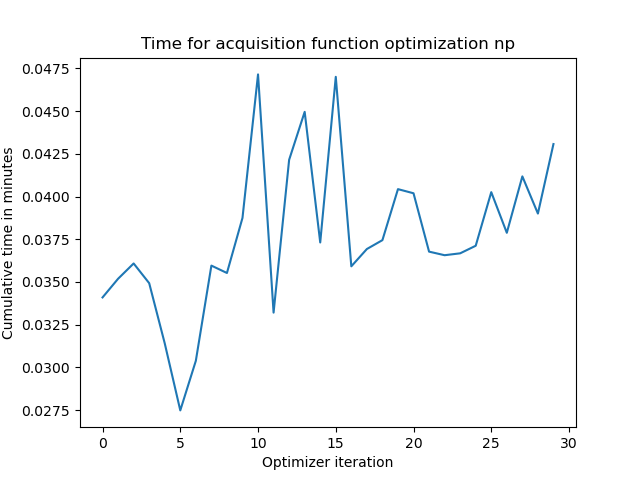 Time for acquisition function optimization np
Cumulative time in minutes
0.0475
0.0450
0.0425
0.0400
0.0375
0.0350
0.0325
0.0300
0.0275
0 5 10 15 20 25 30
Optimizer iteration